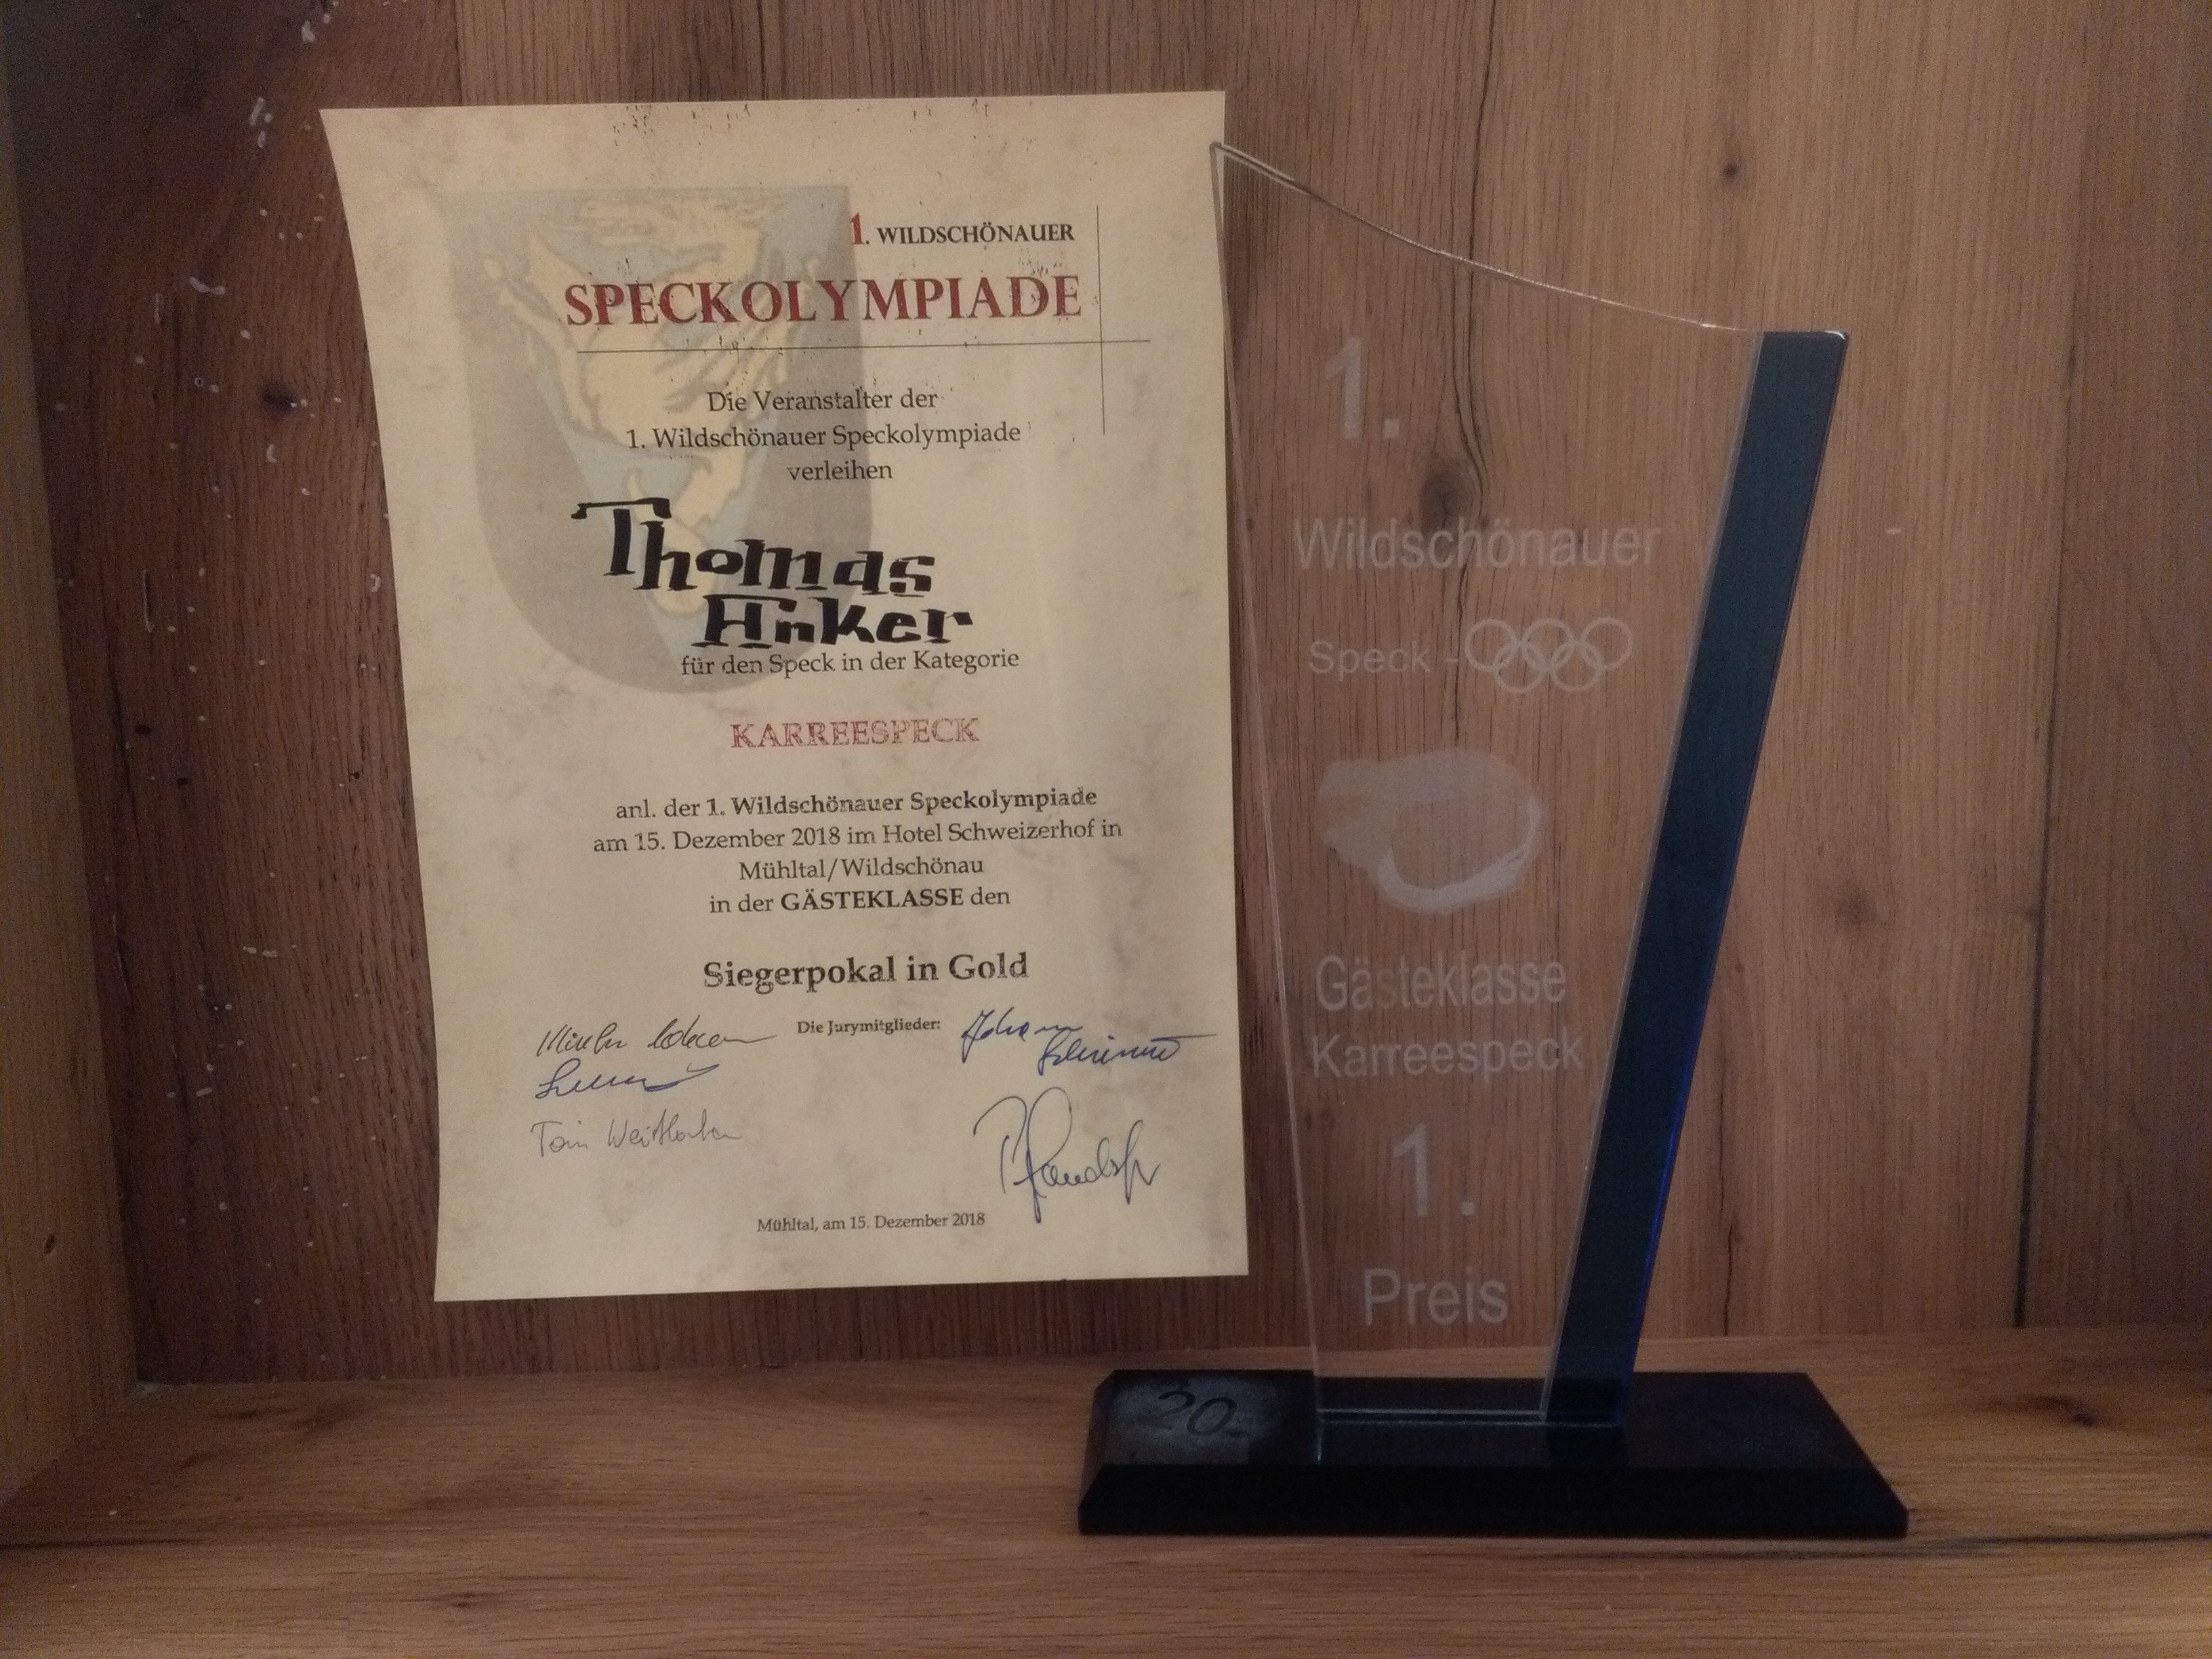 1. WILDSCHÖNAUER
SPECKOLYMPIADE
Die Veranstalter der
1. Wildschönauer Speckolympiade
verleihen
Thomas
Anker
für den Speck in der Kategorie
KARREESPECK
anl. der 1. Wildschönauer Speckolympiade
am 15. Dezember 2018 im Hotel Schweizerhof in
Mühltal/Wildschönau
in der GÄSTEKLASSE den
Siegerpokal in Gold
Die Jurymitglieder:
Mühltal, am 15. Dezember 2018
1.
Wildschönauer
Speck -
Gästeklasse
Karreespeck
1.
Preis
20